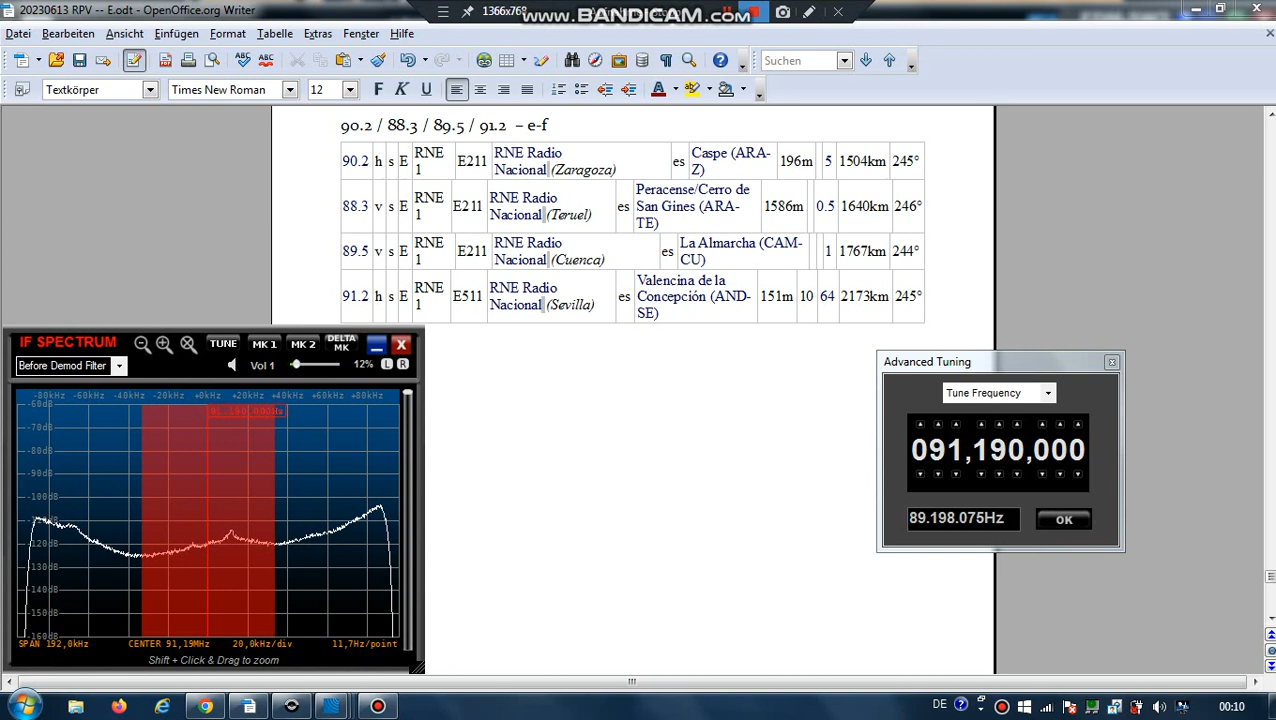 20230613 RPV - E.odt - OpenOffice.org Writer
1366x768
www.BANDICAM.com
Datei Bearbeiten Ansicht Einfügen Format Tabelle Extras Fenster Hilfe
Suchen
Textkörper Times New Roman 12 F K U
90.2 / 88.3 / 89.5 / 91.2 – e-f
90.2 h s E RNE 1 E211 RNE Radio Nacional (Zaragoza) es Caspe (ARA-Z) 196m 5 1504km 245°
88.3 v s E RNE 1 E211 RNE Radio Nacional (Teruel) es Peracense/Cerro de San Gines (ARA-TE) 1586m 0.5 1640km 246°
89.5 v s E RNE 1 E211 RNE Radio Nacional (Cuenca) es La Almarcha (CAM-CU) 1 1767km 244°
91.2 h s E RNE 1 E511 RNE Radio Nacional (Sevilla) es Valencina de la Concepción (AND-SE) 151m 10 64 2173km 245°
IF SPECTRUM TUNE MK 1 MK 2 DELTA MK X
Before Demod Filter Vol 1 12% L R
-80kHz -60kHz -40kHz -20kHz +0kHz +20kHz +40kHz +60kHz +80kHz
-60dB
-70dB
-80dB
-90dB
-100dB
-110dB
-120dB
-130dB
-140dB
-150dB
-160dB
SPAN 192,0kHz CENTER 91,19MHz 20,0kHz/div 11,7Hz/point
Shift + Click & Drag to zoom
Advanced Tuning
Tune Frequency
091,190,000
89.198.075Hz OK
DE 00:10